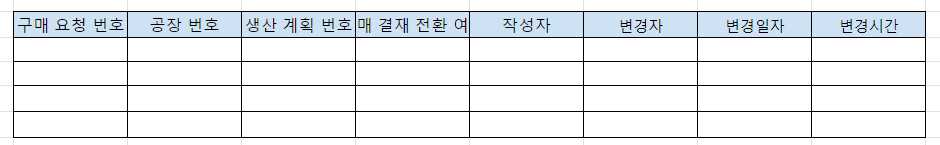 구매 요청 번호 공장 번호 생산 계획 번호 매 결재 전환 여 작성자 변경자 변경일자 변경시간